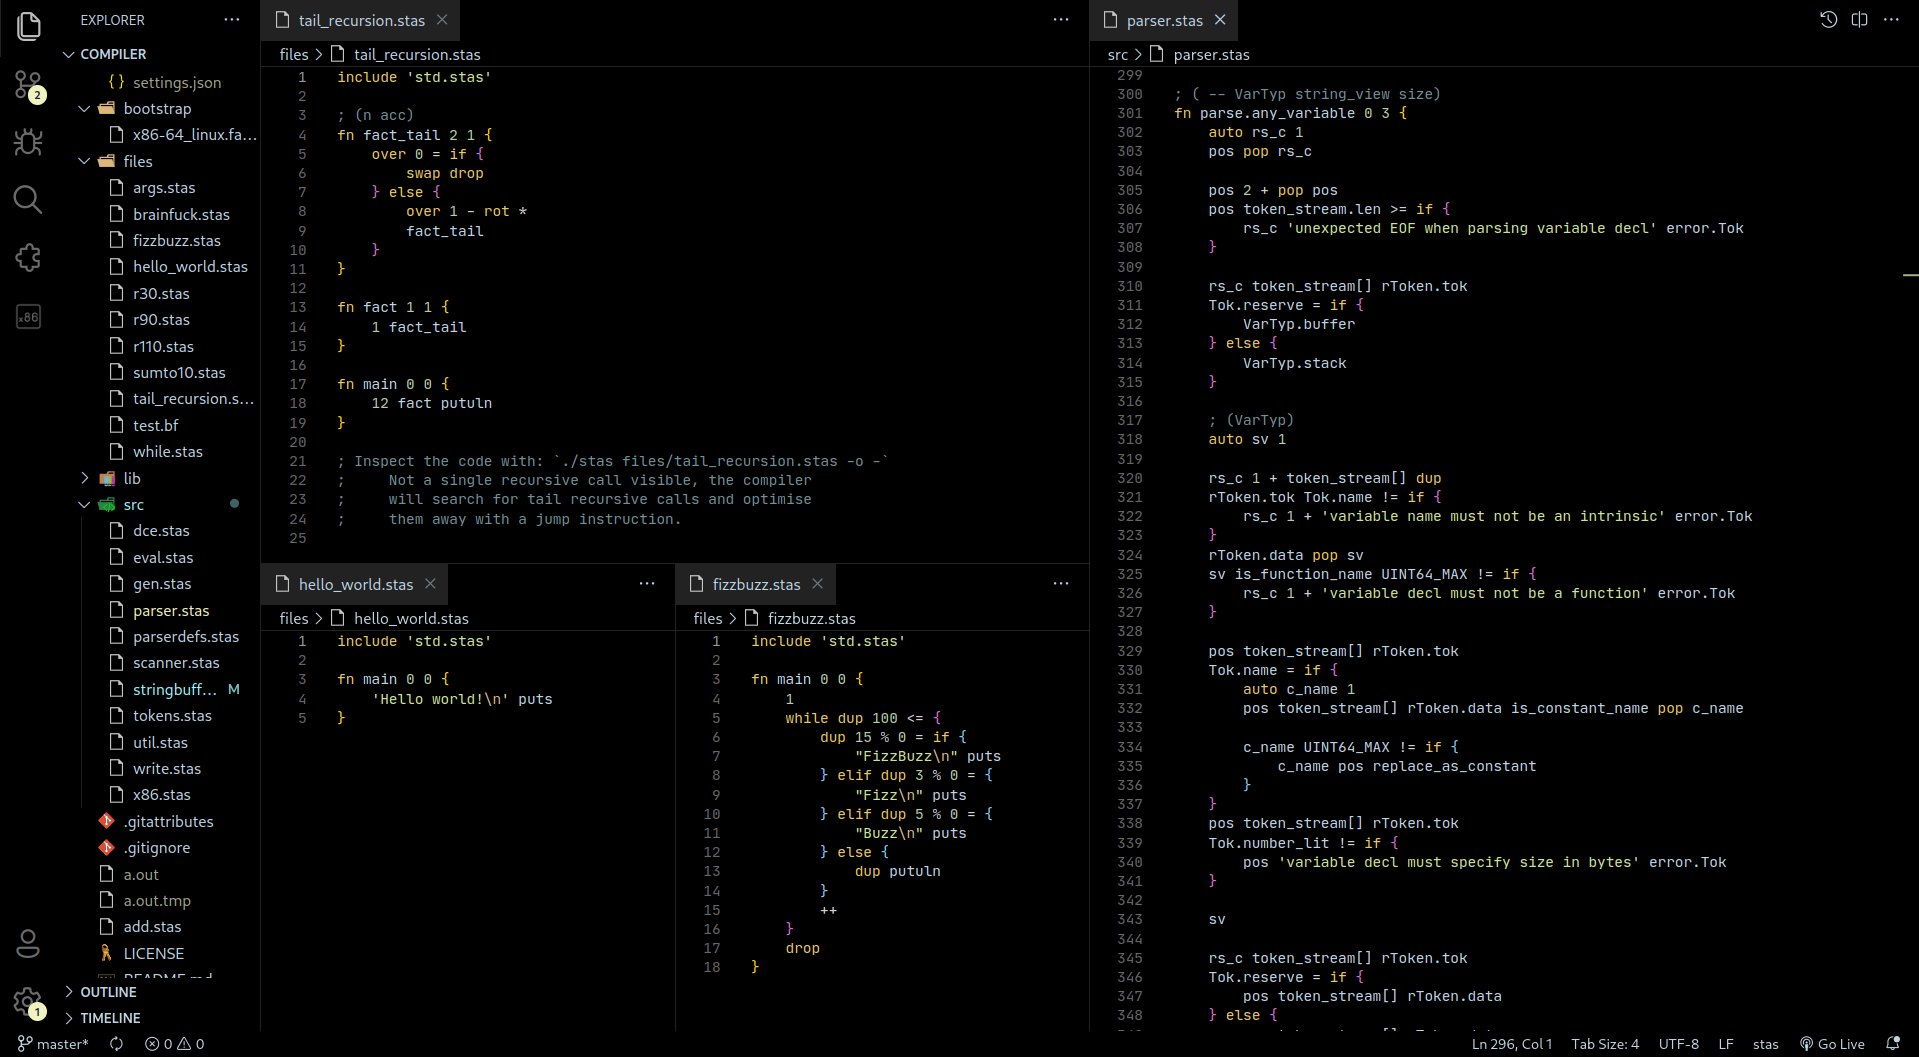 EXPLORER
COMPILER
settings.json
bootstrap
x86-64_linux.fa...
files
args.stas
brainfuck.stas
fizzbuzz.stas
hello_world.stas
r30.stas
r90.stas
r110.stas
sumto10.stas
tail_recursion.s...
test.bf
while.stas
lib
src
dce.stas
eval.stas
gen.stas
parser.stas
parserdefs.stas
scanner.stas
stringbuff... M
tokens.stas
util.stas
write.stas
x86.stas
.gitattributes
.gitignore
a.out
a.out.tmp
add.stas
LICENSE
README.md
OUTLINE
TIMELINE
2
x86
1
tail_recursion.stas
files > tail_recursion.stas
1 include 'std.stas'
2
3 ; (n acc)
4 fn fact_tail 2 1 {
5 over 0 = if {
6 swap drop
7 } else {
8 over 1 - rot *
9 fact_tail
10 }
11 }
12
13 fn fact 1 1 {
14 1 fact_tail
15 }
16
17 fn main 0 0 {
18 12 fact putuln
19 }
20
21 ; Inspect the code with: `./stas files/tail_recursion.stas -o -`
22 ; Not a single recursive call visible, the compiler
23 ; will search for tail recursive calls and optimise
24 ; them away with a jump instruction.
25
hello_world.stas
files > hello_world.stas
1 include 'std.stas'
2
3 fn main 0 0 {
4 'Hello world!\n' puts
5 }
fizzbuzz.stas
files > fizzbuzz.stas
1 include 'std.stas'
2
3 fn main 0 0 {
4 1
5 while dup 100 <= {
6 dup 15 % 0 = if {
7 "FizzBuzz\n" puts
8 } elif dup 3 % 0 = {
9 "Fizz\n" puts
10 } elif dup 5 % 0 = {
11 "Buzz\n" puts
12 } else {
13 dup putuln
14 }
15 ++
16 }
17 drop
18 }
parser.stas
src > parser.stas
299
300 ; ( -- VarTyp string_view size)
301 fn parse.any_variable 0 3 {
302 auto rs_c 1
303 pos pop rs_c
304
305 pos 2 + pop pos
306 pos token_stream.len >= if {
307 rs_c 'unexpected EOF when parsing variable decl' error.Tok
308 }
309
310 rs_c token_stream[] rToken.tok
311 Tok.reserve = if {
312 VarTyp.buffer
313 } else {
314 VarTyp.stack
315 }
316
317 ; (VarTyp)
318 auto sv 1
319
320 rs_c 1 + token_stream[] dup
321 rToken.tok Tok.name != if {
322 rs_c 1 + 'variable name must not be an intrinsic' error.Tok
323 }
324 rToken.data pop sv
325 sv is_function_name UINT64_MAX != if {
326 rs_c 1 + 'variable decl must not be a function' error.Tok
327 }
328
329 pos token_stream[] rToken.tok
330 Tok.name = if {
331 auto c_name 1
332 pos token_stream[] rToken.data is_constant_name pop c_name
333
334 c_name UINT64_MAX != if {
335 c_name pos replace_as_constant
336 }
337 }
338 pos token_stream[] rToken.tok
339 Tok.number_lit != if {
340 pos 'variable decl must specify size in bytes' error.Tok
341 }
342
343 sv
344
345 rs_c token_stream[] rToken.tok
346 Tok.reserve = if {
347 pos token_stream[] rToken.data
348 } else {
master* 0 0 Ln 296, Col 1 Tab Size: 4 UTF-8 LF stas Go Live